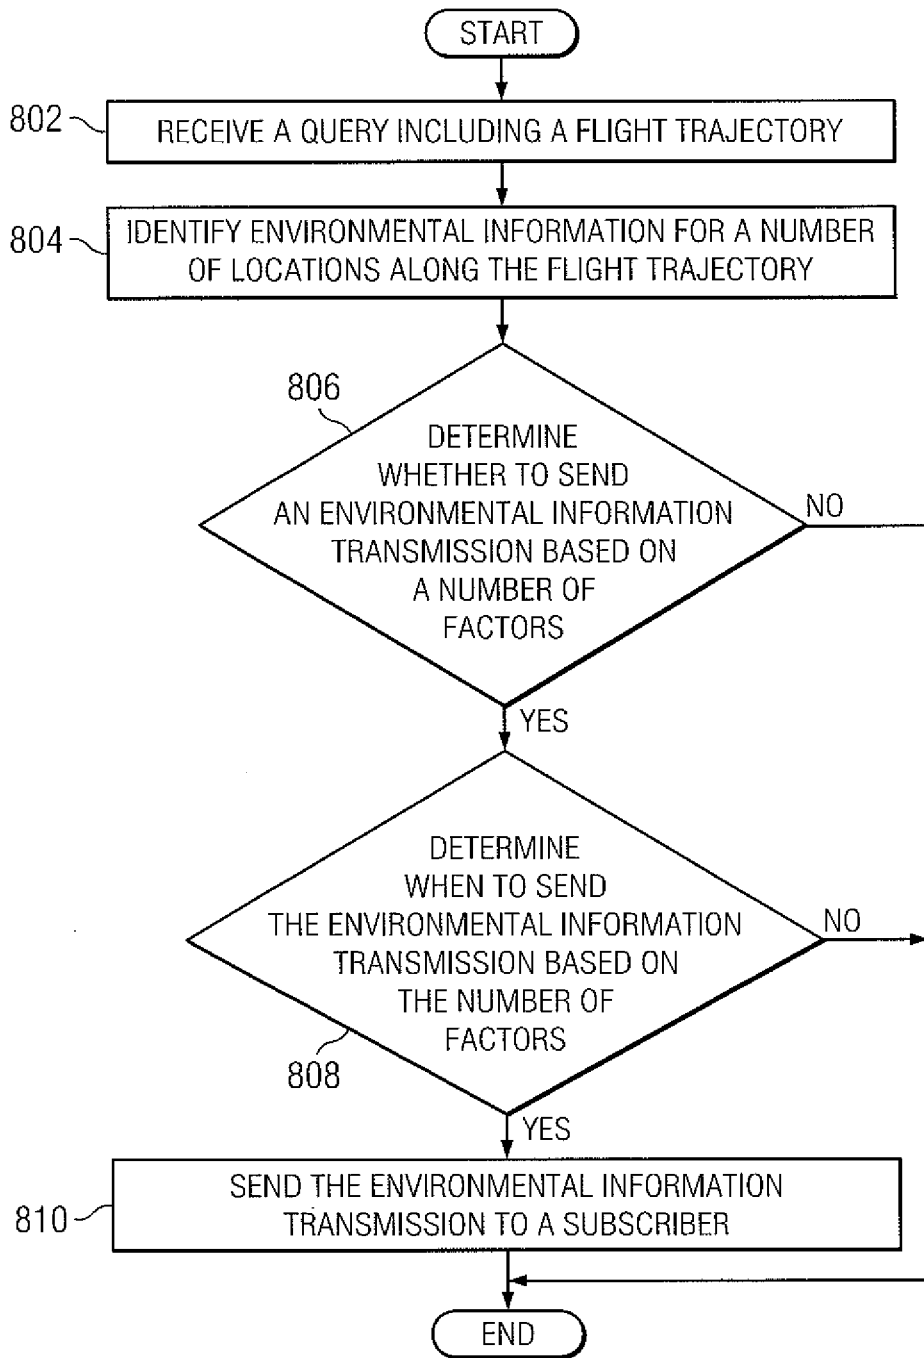 START
802
RECEIVE A QUERY INCLUDING A FLIGHT TRAJECTORY
804
IDENTIFY ENVIRONMENTAL INFORMATION FOR A NUMBER
OF LOCATIONS ALONG THE FLIGHT TRAJECTORY
806
DETERMINE
WHETHER TO SEND
AN ENVIRONMENTAL INFORMATION
TRANSMISSION BASED ON
A NUMBER OF
FACTORS
NO
YES
DETERMINE
WHEN TO SEND
THE ENVIRONMENTAL INFORMATION
TRANSMISSION BASED ON
THE NUMBER OF
FACTORS
NO
808
YES
810
SEND THE ENVIRONMENTAL INFORMATION
TRANSMISSION TO A SUBSCRIBER
END